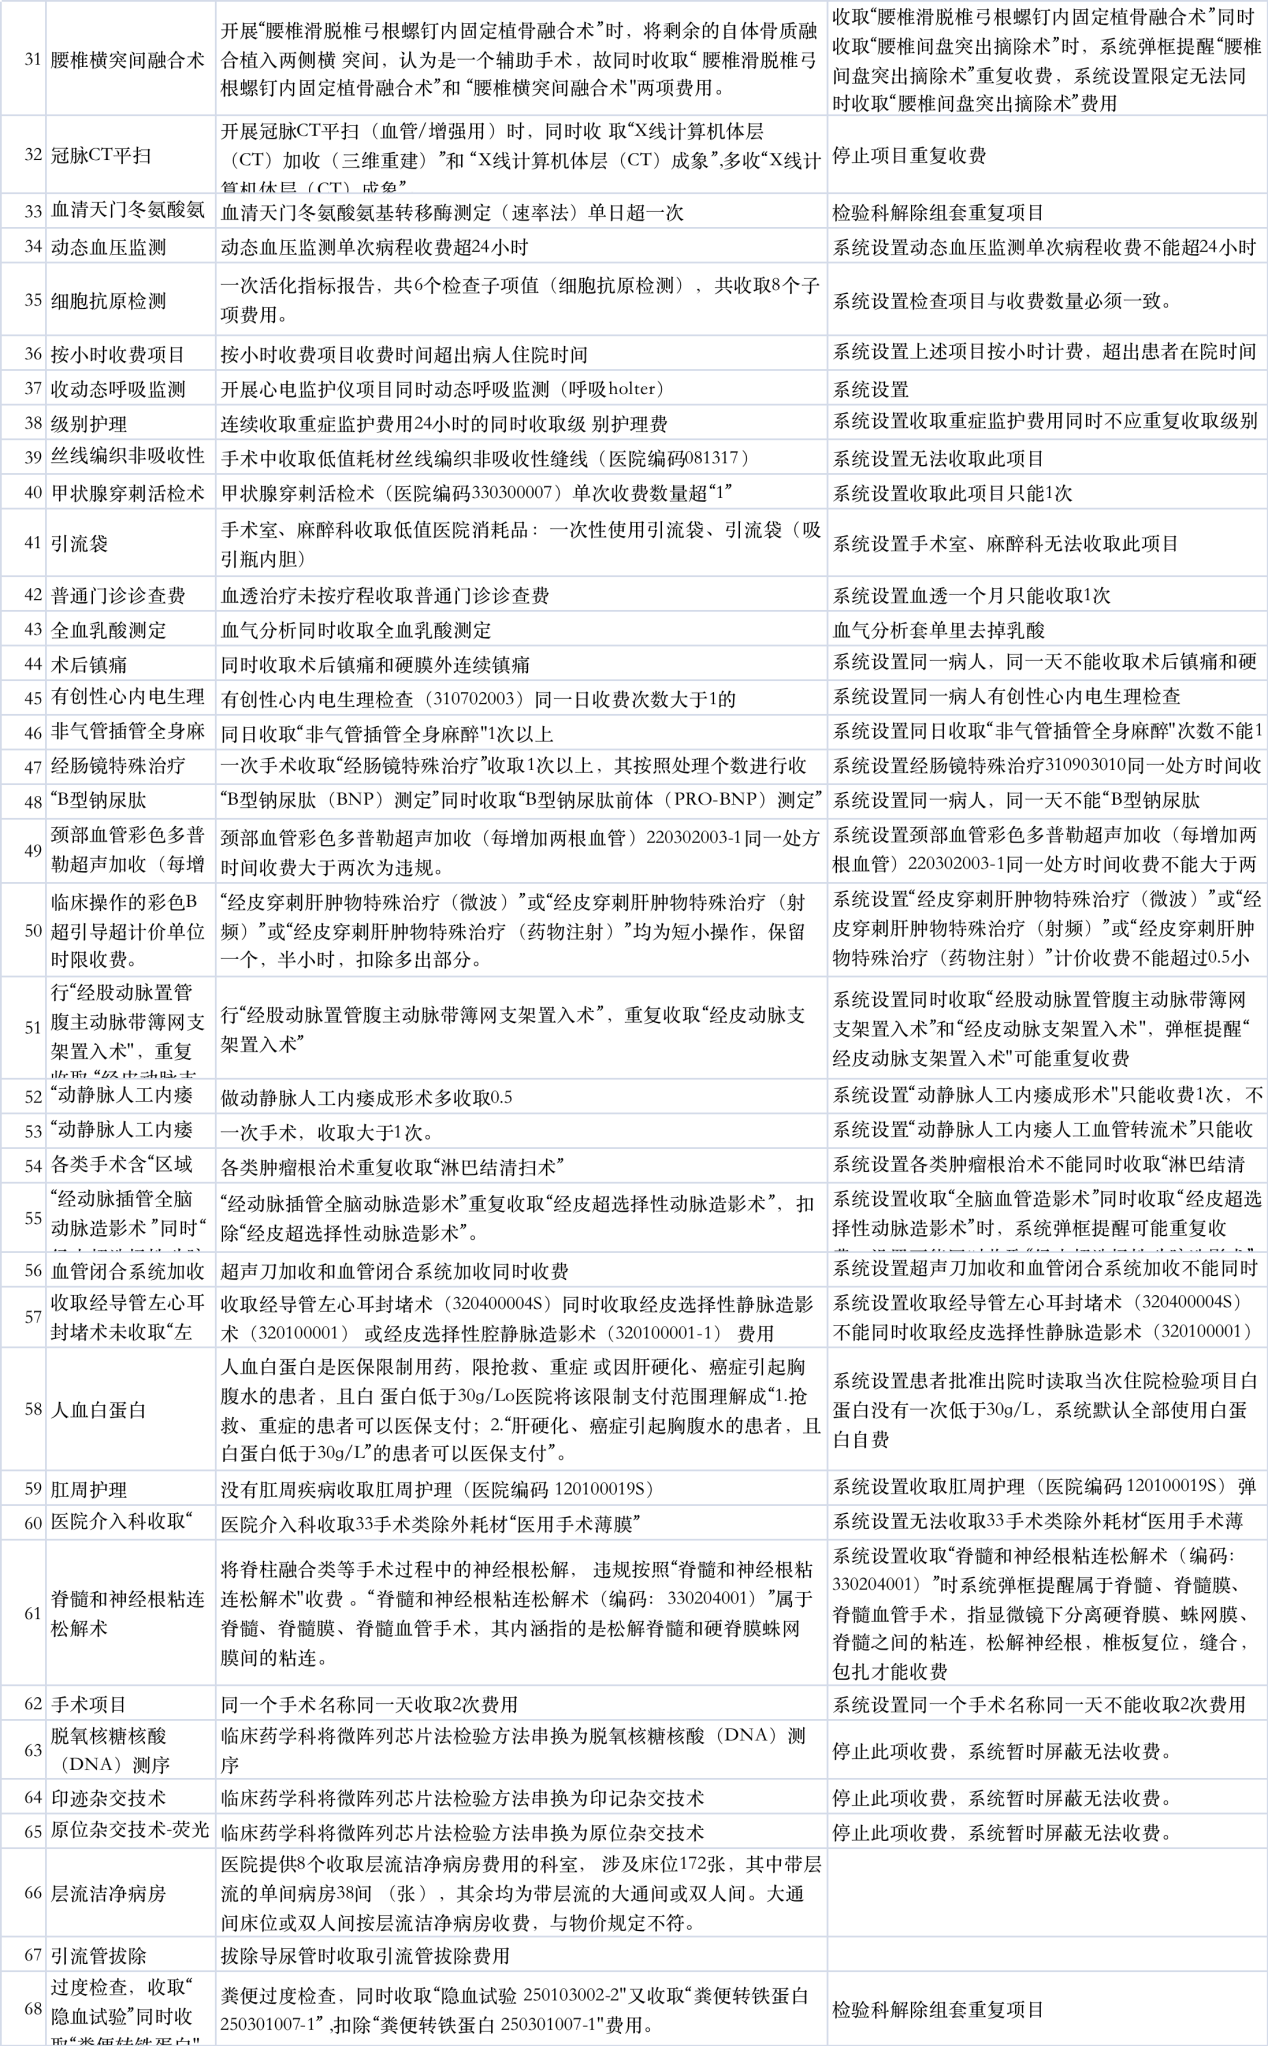 31 腰椎横突间融合术
开展“腰椎滑脱椎弓根螺钉内固定植骨融合术”时，将剩余的自体骨质融
合植入两侧横 突间，认为是一个辅助手术，故同时收取“ 腰椎滑脱椎弓
根螺钉内固定植骨融合术”和 “腰椎横突间融合术"两项费用。
收取“腰椎滑脱椎弓根螺钉内固定植骨融合术”同时
收取“腰椎间盘突出摘除术”时，系统弹框提醒“腰椎
间盘突出摘除术”重复收费，系统设置限定无法同
时收取“腰椎间盘突出摘除术”费用
32 冠脉CT平扫
开展冠脉CT平扫（血管/增强用）时，同时收 取“X线计算机体层
（CT）加收（三维重建）”和 “X线计算机体层（CT）成象”,多收“X线计
算机体层（CT）成象”
停止项目重复收费
33 血清天门冬氨酸氨
血清天门冬氨酸氨基转移酶测定（速率法）单日超一次
检验科解除组套重复项目
34 动态血压监测
动态血压监测单次病程收费超24小时
系统设置动态血压监测单次病程收费不能超24小时
35 细胞抗原检测
一次活化指标报告，共6个检查子项值（细胞抗原检测），共收取8个子
项费用。
系统设置检查项目与收费数量必须一致。
36 按小时收费项目
按小时收费项目收费时间超出病人住院时间
系统设置上述项目按小时计费，超出患者在院时间
37 收动态呼吸监测
开展心电监护仪项目同时动态呼吸监测（呼吸holter）
系统设置
38 级别护理
连续收取重症监护费用24小时的同时收取级 别护理费
系统设置收取重症监护费用同时不应重复收取级别
39 丝线编织非吸收性
手术中收取低值耗材丝线编织非吸收性缝线（医院编码081317）
系统设置无法收取此项目
40 甲状腺穿刺活检术
甲状腺穿刺活检术（医院编码330300007）单次收费数量超“1”
系统设置收取此项目只能1次
41 引流袋
手术室、麻醉科收取低值医院消耗品：一次性使用引流袋、引流袋（吸
引瓶内胆）
系统设置手术室、麻醉科无法收取此项目
42 普通门诊诊查费
血透治疗未按疗程收取普通门诊诊查费
系统设置血透一个月只能收取1次
43 全血乳酸测定
血气分析同时收取全血乳酸测定
血气分析套单里去掉乳酸
44 术后镇痛
同时收取术后镇痛和硬膜外连续镇痛
系统设置同一病人，同一天不能收取术后镇痛和硬
45 有创性心内电生理
有创性心内电生理检查（310702003）同一日收费次数大于1的
系统设置同一病人有创性心内电生理检查
46 非气管插管全身麻
同日收取“非气管插管全身麻醉"1次以上
系统设置同日收取“非气管插管全身麻醉"次数不能1
47 经肠镜特殊治疗
一次手术收取“经肠镜特殊治疗”收取1次以上，其按照处理个数进行收
系统设置经肠镜特殊治疗310903010同一处方时间收
48 “B型钠尿肽
“B型钠尿肽（BNP）测定”同时收取“B型钠尿肽前体（PRO-BNP）测定”
系统设置同一病人，同一天不能“B型钠尿肽
49 颈部血管彩色多普
勒超声加收（每增
颈部血管彩色多普勒超声加收（每增加两根血管）220302003-1同一处方
时间收费大于两次为违规。
系统设置颈部血管彩色多普勒超声加收（每增加两
根血管）220302003-1同一处方时间收费不能大于两
50 临床操作的彩色B
超引导超计价单位
时限收费。
“经皮穿刺肝肿物特殊治疗（微波）”或“经皮穿刺肝肿物特殊治疗（射
频）”或“经皮穿刺肝肿物特殊治疗（药物注射）”均为短小操作，保留
一个，半小时，扣除多出部分。
系统设置“经皮穿刺肝肿物特殊治疗（微波）”或“经
皮穿刺肝肿物特殊治疗（射频）”或“经皮穿刺肝肿
物特殊治疗（药物注射）”计价收费不能超过0.5小
51 行“经股动脉置管
腹主动脉带簿网支
架置入术"，重复
收取 “经皮动脉支
行“经股动脉置管腹主动脉带簿网支架置入术”，重复收取“经皮动脉支
架置入术”
系统设置同时收取“经股动脉置管腹主动脉带簿网
支架置入术”和“经皮动脉支架置入术"，弹框提醒“
经皮动脉支架置入术"可能重复收费
52 “动静脉人工内瘘
做动静脉人工内瘘成形术多收取0.5
系统设置“动静脉人工内瘘成形术"只能收费1次，不
53 “动静脉人工内瘘
一次手术，收取大于1次。
系统设置“动静脉人工内瘘人工血管转流术”只能收
54 各类手术含“区域
各类肿瘤根治术重复收取“淋巴结清扫术”
系统设置各类肿瘤根治术不能同时收取“淋巴结清
55 “经动脉插管全脑
动脉造影术 ”同时“
“经动脉插管全脑动脉造影术”重复收取“经皮超选择性动脉造影术”，扣
除“经皮超选择性动脉造影术”。
系统设置收取“全脑血管造影术”同时收取“经皮超选
择性动脉造影术”时，系统弹框提醒可能重复收
56 血管闭合系统加收
超声刀加收和血管闭合系统加收同时收费
系统设置超声刀加收和血管闭合系统加收不能同时
57 收取经导管左心耳
封堵术未收取“左
收取经导管左心耳封堵术（320400004S）同时收取经皮选择性静脉造影
术（320100001） 或经皮选择性腔静脉造影术（320100001-1） 费用
系统设置收取经导管左心耳封堵术（320400004S）
不能同时收取经皮选择性静脉造影术（320100001）
58 人血白蛋白
人血白蛋白是医保限制用药，限抢救、重症 或因肝硬化、癌症引起胸
腹水的患者，且白 蛋白低于30g/Lo医院将该限制支付范围理解成“1.抢
救、重症的患者可以医保支付；2.“肝硬化、癌症引起胸腹水的患者，且
白蛋白低于30g/L”的患者可以医保支付”。
系统设置患者批准出院时读取当次住院检验项目白
蛋白没有一次低于30g/L，系统默认全部使用白蛋
白自费
59 肛周护理
没有肛周疾病收取肛周护理（医院编码 120100019S）
系统设置收取肛周护理（医院编码 120100019S）弹
60 医院介入科收取“
医院介入科收取33手术类除外耗材“医用手术薄膜”
系统设置无法收取33手术类除外耗材“医用手术薄
61 脊髓和神经根粘连
松解术
将脊柱融合类等手术过程中的神经根松解， 违规按照“脊髓和神经根粘
连松解术"收费 。“脊髓和神经根粘连松解术（编码：330204001）”属于
脊髓、脊髓膜、脊髓血管手术，其内涵指的是松解脊髓和硬脊膜蛛网
膜间的粘连。
系统设置收取“脊髓和神经根粘连松解术（编码：
330204001）”时系统弹框提醒属于脊髓、脊髓膜、
脊髓血管手术，指显微镜下分离硬脊膜、蛛网膜、
脊髓之间的粘连，松解神经根，椎板复位，缝合，
包扎才能收费
62 手术项目
同一个手术名称同一天收取2次费用
系统设置同一个手术名称同一天不能收取2次费用
63 脱氧核糖核酸
（DNA）测序
临床药学科将微阵列芯片法检验方法串换为脱氧核糖核酸（DNA）测
序
停止此项收费，系统暂时屏蔽无法收费。
64 印迹杂交技术
临床药学科将微阵列芯片法检验方法串换为印记杂交技术
停止此项收费，系统暂时屏蔽无法收费。
65 原位杂交技术-荧光
临床药学科将微阵列芯片法检验方法串换为原位杂交技术
停止此项收费，系统暂时屏蔽无法收费。
66 层流洁净病房
医院提供8个收取层流洁净病房费用的科室， 涉及床位172张，其中带层
流的单间病房38间 （张），其余均为带层流的大通间或双人间。大通
间床位或双人间按层流洁净病房收费，与物价规定不符。
67 引流管拔除
拔除导尿管时收取引流管拔除费用
68 过度检查，收取“
隐血试验”同时收
取“粪便转铁蛋白"
粪便过度检查，同时收取“隐血试验 250103002-2"又收取“粪便转铁蛋白
250301007-1” ,扣除“粪便转铁蛋白 250301007-1"费用。
检验科解除组套重复项目